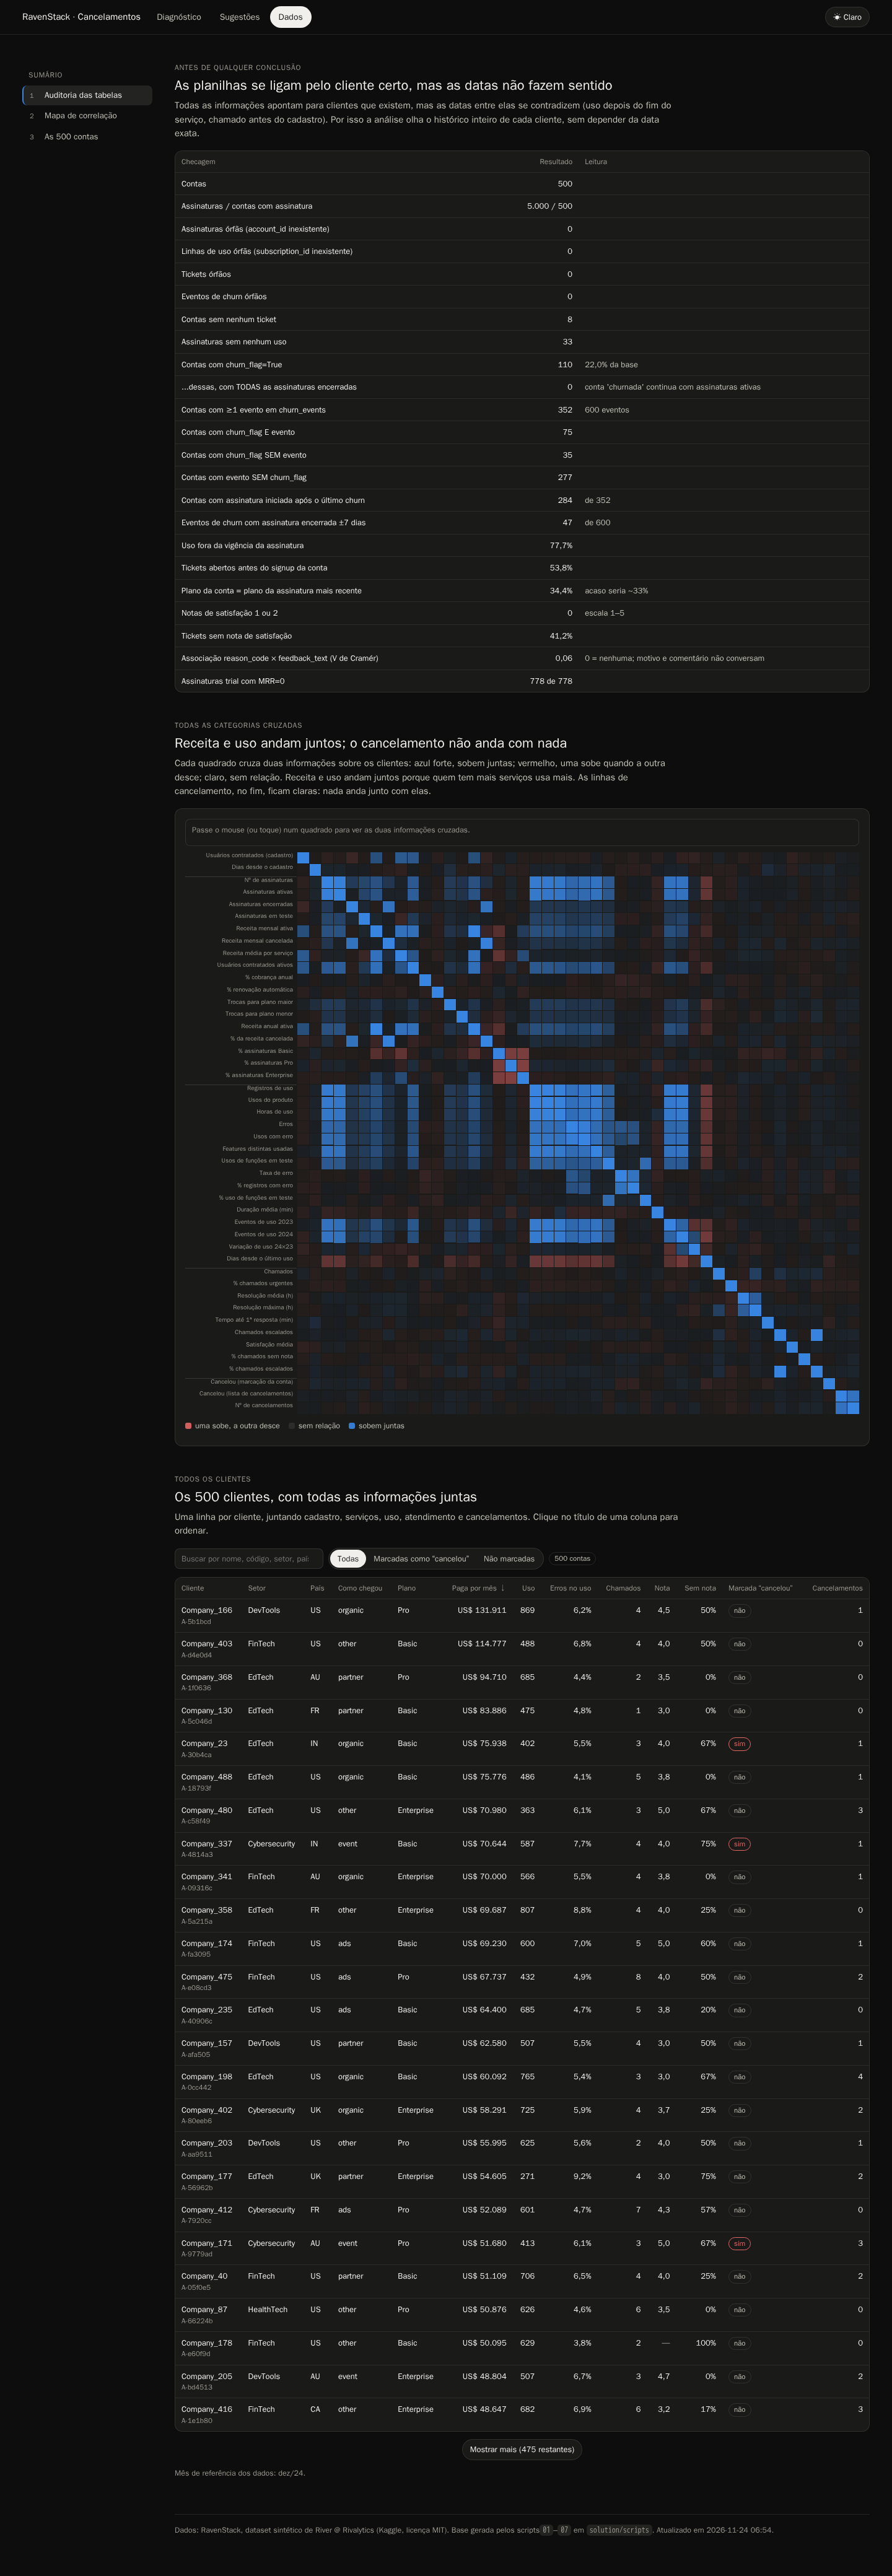 RavenStack · Cancelamentos Diagnóstico Sugestões Dados ☀ Claro
SUMÁRIO
1 Auditoria das tabelas
2 Mapa de correlação
3 As 500 contas
ANTES DE QUALQUER CONCLUSÃO
As planilhas se ligam pelo cliente certo, mas as datas não fazem sentido
Todas as informações apontam para clientes que existem, mas as datas entre elas se contradizem (uso depois do fim do
serviço, chamado antes do cadastro). Por isso a análise olha o histórico inteiro de cada cliente, sem depender da data
exata.
Checagem Resultado Leitura
Contas 500
Assinaturas / contas com assinatura 5.000 / 500
Assinaturas órfãs (account_id inexistente) 0
Linhas de uso órfãs (subscription_id inexistente) 0
Tickets órfãos 0
Eventos de churn órfãos 0
Contas sem nenhum ticket 8
Assinaturas sem nenhum uso 33
Contas com churn_flag=True 110 22,0% da base
...dessas, com TODAS as assinaturas encerradas 0 conta 'churnada' continua com assinaturas ativas
Contas com ≥1 evento em churn_events 352 600 eventos
Contas com churn_flag E evento 75
Contas com churn_flag SEM evento 35
Contas com evento SEM churn_flag 277
Contas com assinatura iniciada após o último churn 284 de 352
Eventos de churn com assinatura encerrada ±7 dias 47 de 600
Uso fora da vigência da assinatura 77,7%
Tickets abertos antes do signup da conta 53,8%
Plano da conta = plano da assinatura mais recente 34,4% acaso seria ~33%
Notas de satisfação 1 ou 2 0 escala 1–5
Tickets sem nota de satisfação 41,2%
Associação reason_code × feedback_text (V de Cramér) 0,06 0 = nenhuma; motivo e comentário não conversam
Assinaturas trial com MRR=0 778 de 778
TODAS AS CATEGORIAS CRUZADAS
Receita e uso andam juntos; o cancelamento não anda com nada
Cada quadrado cruza duas informações sobre os clientes: azul forte, sobem juntas; vermelho, uma sobe quando a outra
desce; claro, sem relação. Receita e uso andam juntos porque quem tem mais serviços usa mais. As linhas de
cancelamento, no fim, ficam claras: nada anda junto com elas.
Passe o mouse (ou toque) num quadrado para ver as duas informações cruzadas.
Usuários contratados (cadastro)
Dias desde o cadastro
Nº de assinaturas
Assinaturas ativas
Assinaturas encerradas
Assinaturas em teste
Receita mensal ativa
Receita mensal cancelada
Receita média por serviço
Usuários contratados ativos
% cobrança anual
% renovação automática
Trocas para plano maior
Trocas para plano menor
Receita anual ativa
% da receita cancelada
% assinaturas Basic
% assinaturas Pro
% assinaturas Enterprise
Registros de uso
Usos do produto
Horas de uso
Erros
Usos com erro
Features distintas usadas
Usos de funções em teste
Taxa de erro
% registros com erro
% uso de funções em teste
Duração média (min)
Eventos de uso 2023
Eventos de uso 2024
Variação de uso 24×23
Dias desde o último uso
Chamados
% chamados urgentes
Resolução média (h)
Resolução máxima (h)
Tempo até 1ª resposta (min)
Chamados escalados
Satisfação média
% chamados sem nota
% chamados escalados
Cancelou (marcação da conta)
Cancelou (lista de cancelamentos)
Nº de cancelamentos
uma sobe, a outra desce sem relação sobem juntas
TODOS OS CLIENTES
Os 500 clientes, com todas as informações juntas
Uma linha por cliente, juntando cadastro, serviços, uso, atendimento e cancelamentos. Clique no título de uma coluna para
ordenar.
Buscar por nome, código, setor, paí Todas Marcadas como "cancelou" Não marcadas 500 contas
Cliente Setor País Como chegou Plano Paga por mês ↓ Uso Erros no uso Chamados Nota Sem nota Marcada "cancelou" Cancelamentos
Company_166 DevTools US organic Pro US$ 131.911 869 6,2% 4 4,5 50% não 1
A-5b1bcd
Company_403 FinTech US other Basic US$ 114.777 488 6,8% 4 4,0 50% não 0
A-d4e0d4
Company_368 EdTech AU partner Pro US$ 94.710 685 4,4% 2 3,5 0% não 0
A-1f0636
Company_130 EdTech FR partner Basic US$ 83.886 475 4,8% 1 3,0 0% não 0
A-5c046d
Company_23 EdTech IN organic Basic US$ 75.938 402 5,5% 3 4,0 67% sim 1
A-30b4ca
Company_488 EdTech US organic Basic US$ 75.776 486 4,1% 5 3,8 0% não 1
A-18793f
Company_480 EdTech US other Enterprise US$ 70.980 363 6,1% 3 5,0 67% não 3
A-c58f49
Company_337 Cybersecurity IN event Basic US$ 70.644 587 7,7% 4 4,0 75% sim 1
A-4814a3
Company_341 FinTech AU organic Enterprise US$ 70.000 566 5,5% 4 3,8 0% não 1
A-09316c
Company_358 EdTech FR other Enterprise US$ 69.687 807 8,8% 4 4,0 25% não 0
A-5a215a
Company_174 FinTech US ads Basic US$ 69.230 600 7,0% 5 5,0 60% não 1
A-fa3095
Company_475 FinTech US ads Pro US$ 67.737 432 4,9% 8 4,0 50% não 2
A-e08cd3
Company_235 EdTech US ads Basic US$ 64.400 685 4,7% 5 3,8 20% não 0
A-40906c
Company_157 DevTools US partner Basic US$ 62.580 507 5,5% 4 3,0 50% não 1
A-afa505
Company_198 EdTech US organic Basic US$ 60.092 765 5,4% 3 3,0 67% não 4
A-0cc442
Company_402 Cybersecurity UK organic Enterprise US$ 58.291 725 5,9% 4 3,7 25% não 2
A-80eeb6
Company_203 DevTools US other Pro US$ 55.995 625 5,6% 2 4,0 50% não 1
A-aa9511
Company_177 EdTech UK partner Enterprise US$ 54.605 271 9,2% 4 3,0 75% não 2
A-56962b
Company_412 Cybersecurity FR ads Pro US$ 52.089 601 4,7% 7 4,3 57% não 0
A-7920cc
Company_171 Cybersecurity AU event Pro US$ 51.680 413 6,1% 3 5,0 67% sim 3
A-9779ad
Company_40 FinTech US partner Basic US$ 51.109 706 6,5% 4 4,0 25% não 2
A-05f0e5
Company_87 HealthTech US other Pro US$ 50.876 626 4,6% 6 3,5 0% não 0
A-66224b
Company_178 FinTech US other Basic US$ 50.095 629 3,8% 2 — 100% não 0
A-e60f9d
Company_205 DevTools AU event Enterprise US$ 48.804 507 6,7% 3 4,7 0% não 2
A-bd4513
Company_416 FinTech CA other Enterprise US$ 48.647 682 6,9% 6 3,2 17% não 3
A-1e1b80
Mostrar mais (475 restantes)
Mês de referência dos dados: dez/24.
Dados: RavenStack, dataset sintético de River @ Rivalytics (Kaggle, licença MIT). Base gerada pelos scripts 01–07 em solution/scripts. Atualizado em 2026-11-24 06:54.